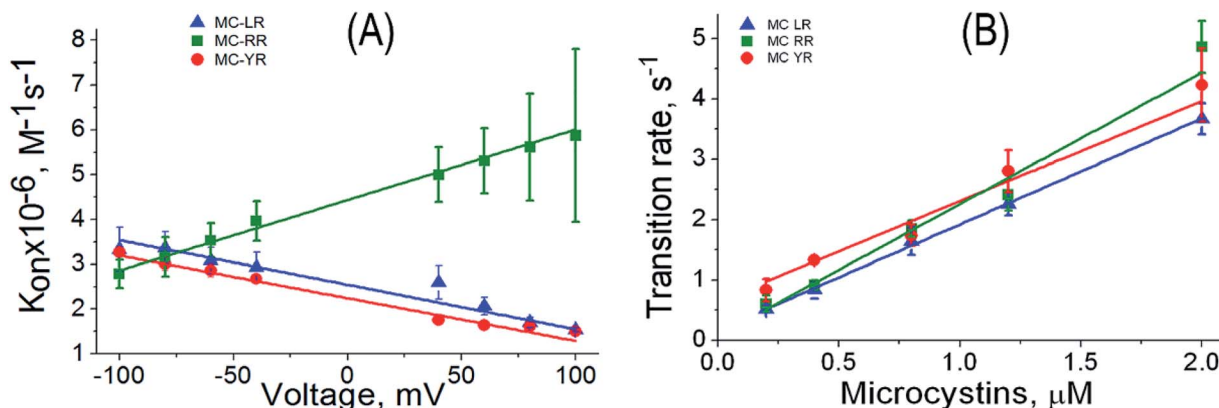 (A)
MC-LR
MC-RR
MC-YR
Konx10-6, M-1s-1
8
7
6
5
4
3
2
1
-100 -50 0 50 100
Voltage, mV
(B)
MC LR
MC RR
MC YR
Transition rate, s-1
5
4
3
2
1
0
0.0 0.5 1.0 1.5 2.0
Microcystins, μM